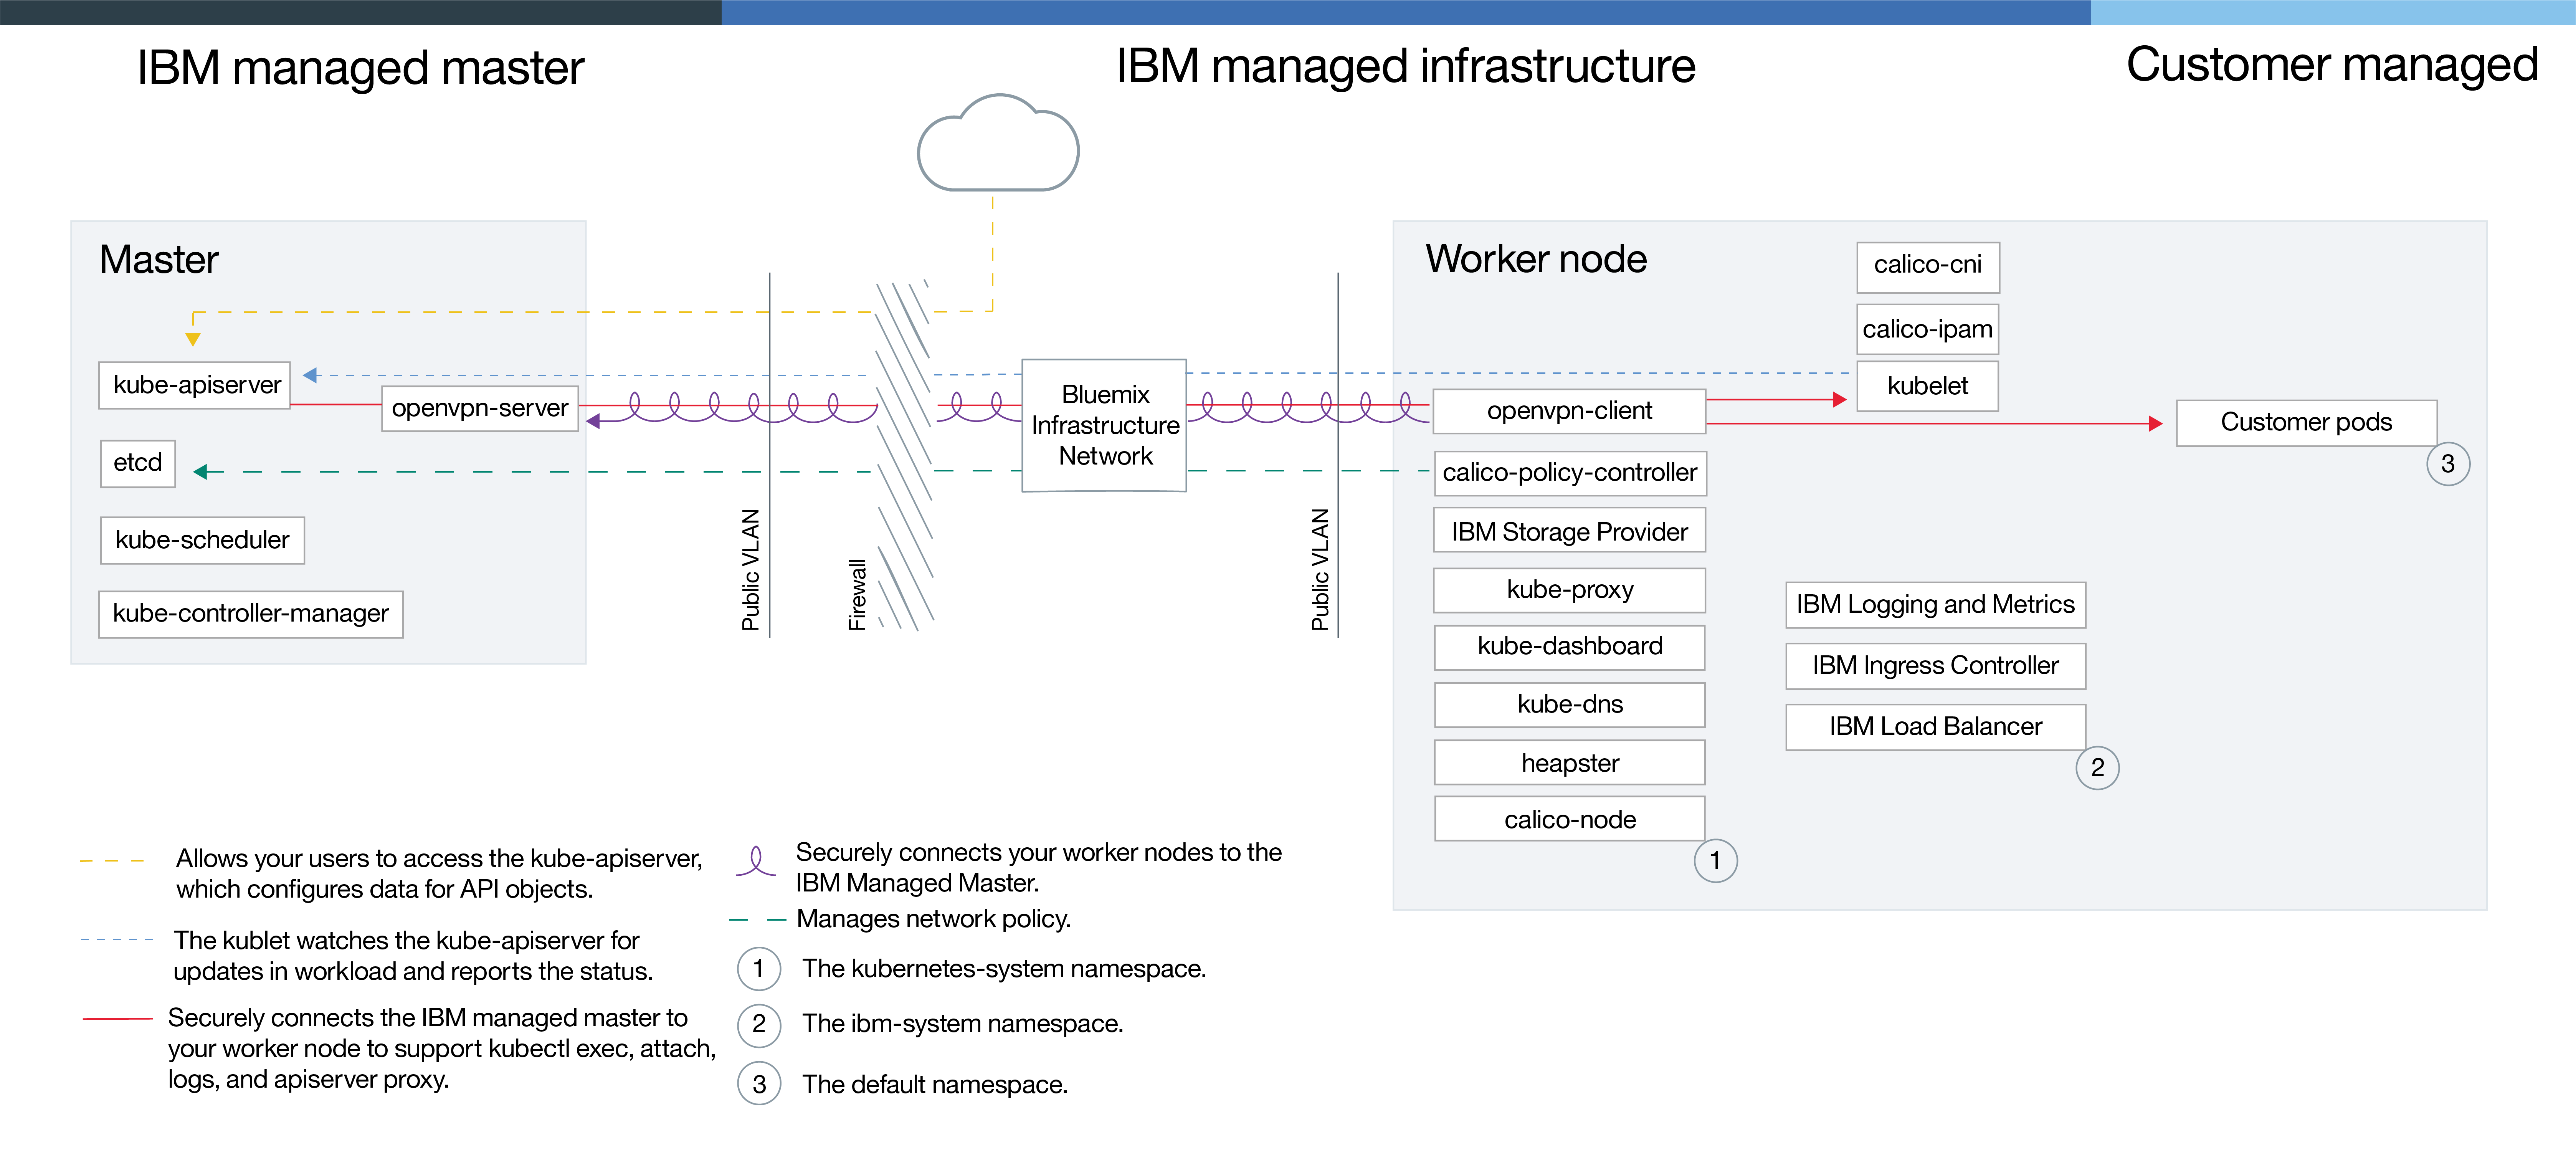 IBM managed master
IBM managed infrastructure
Customer managed
Master
kube-apiserver
openvpn-server
etcd
kube-scheduler
kube-controller-manager
Public VLAN
Firewall
Bluemix
Infrastructure
Network
Public VLAN
Worker node
calico-cni
calico-ipam
kubelet
openvpn-client
Customer pods
3
calico-policy-controller
IBM Storage Provider
kube-proxy
kube-dashboard
kube-dns
heapster
calico-node
1
IBM Logging and Metrics
IBM Ingress Controller
IBM Load Balancer
2
Allows your users to access the kube-apiserver,
which configures data for API objects.
The kublet watches the kube-apiserver for
updates in workload and reports the status.
Securely connects the IBM managed master to
your worker node to support kubectl exec, attach,
logs, and apiserver proxy.
Securely connects your worker nodes to the
IBM Managed Master.
Manages network policy.
1 The kubernetes-system namespace.
2 The ibm-system namespace.
3 The default namespace.